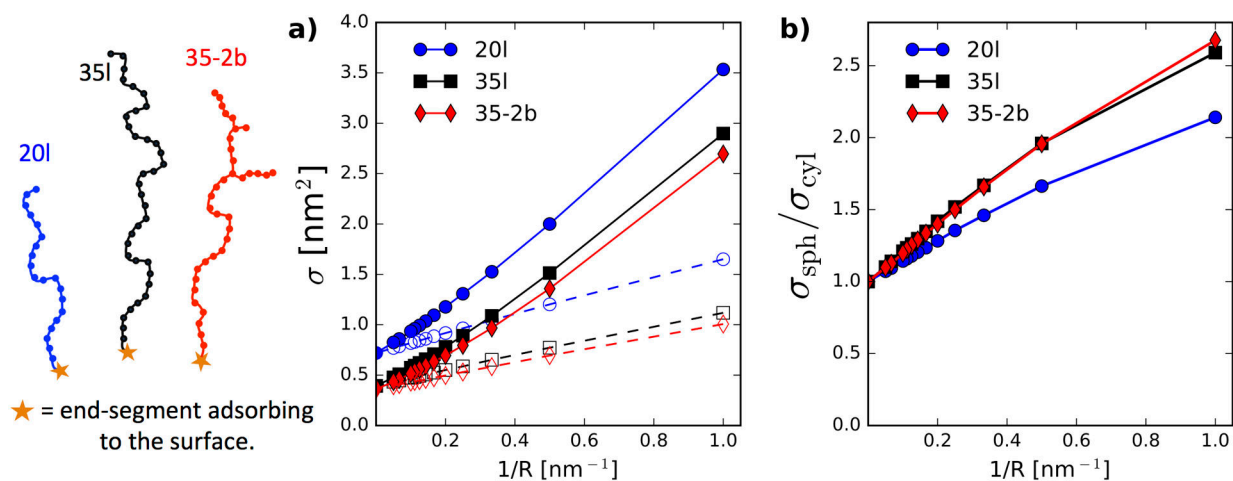 35l
35-2b
20l
★ = end-segment adsorbing
to the surface.
a)
σ [nm²]
4.0
3.5
3.0
2.5
2.0
1.5
1.0
0.5
0.0
20l
35l
35-2b
0.2 0.4 0.6 0.8 1.0
1/R [nm⁻¹]
b)
σsph/σcyl
3.0
2.5
2.0
1.5
1.0
0.5
0.0
20l
35l
35-2b
0.2 0.4 0.6 0.8 1.0
1/R [nm⁻¹]